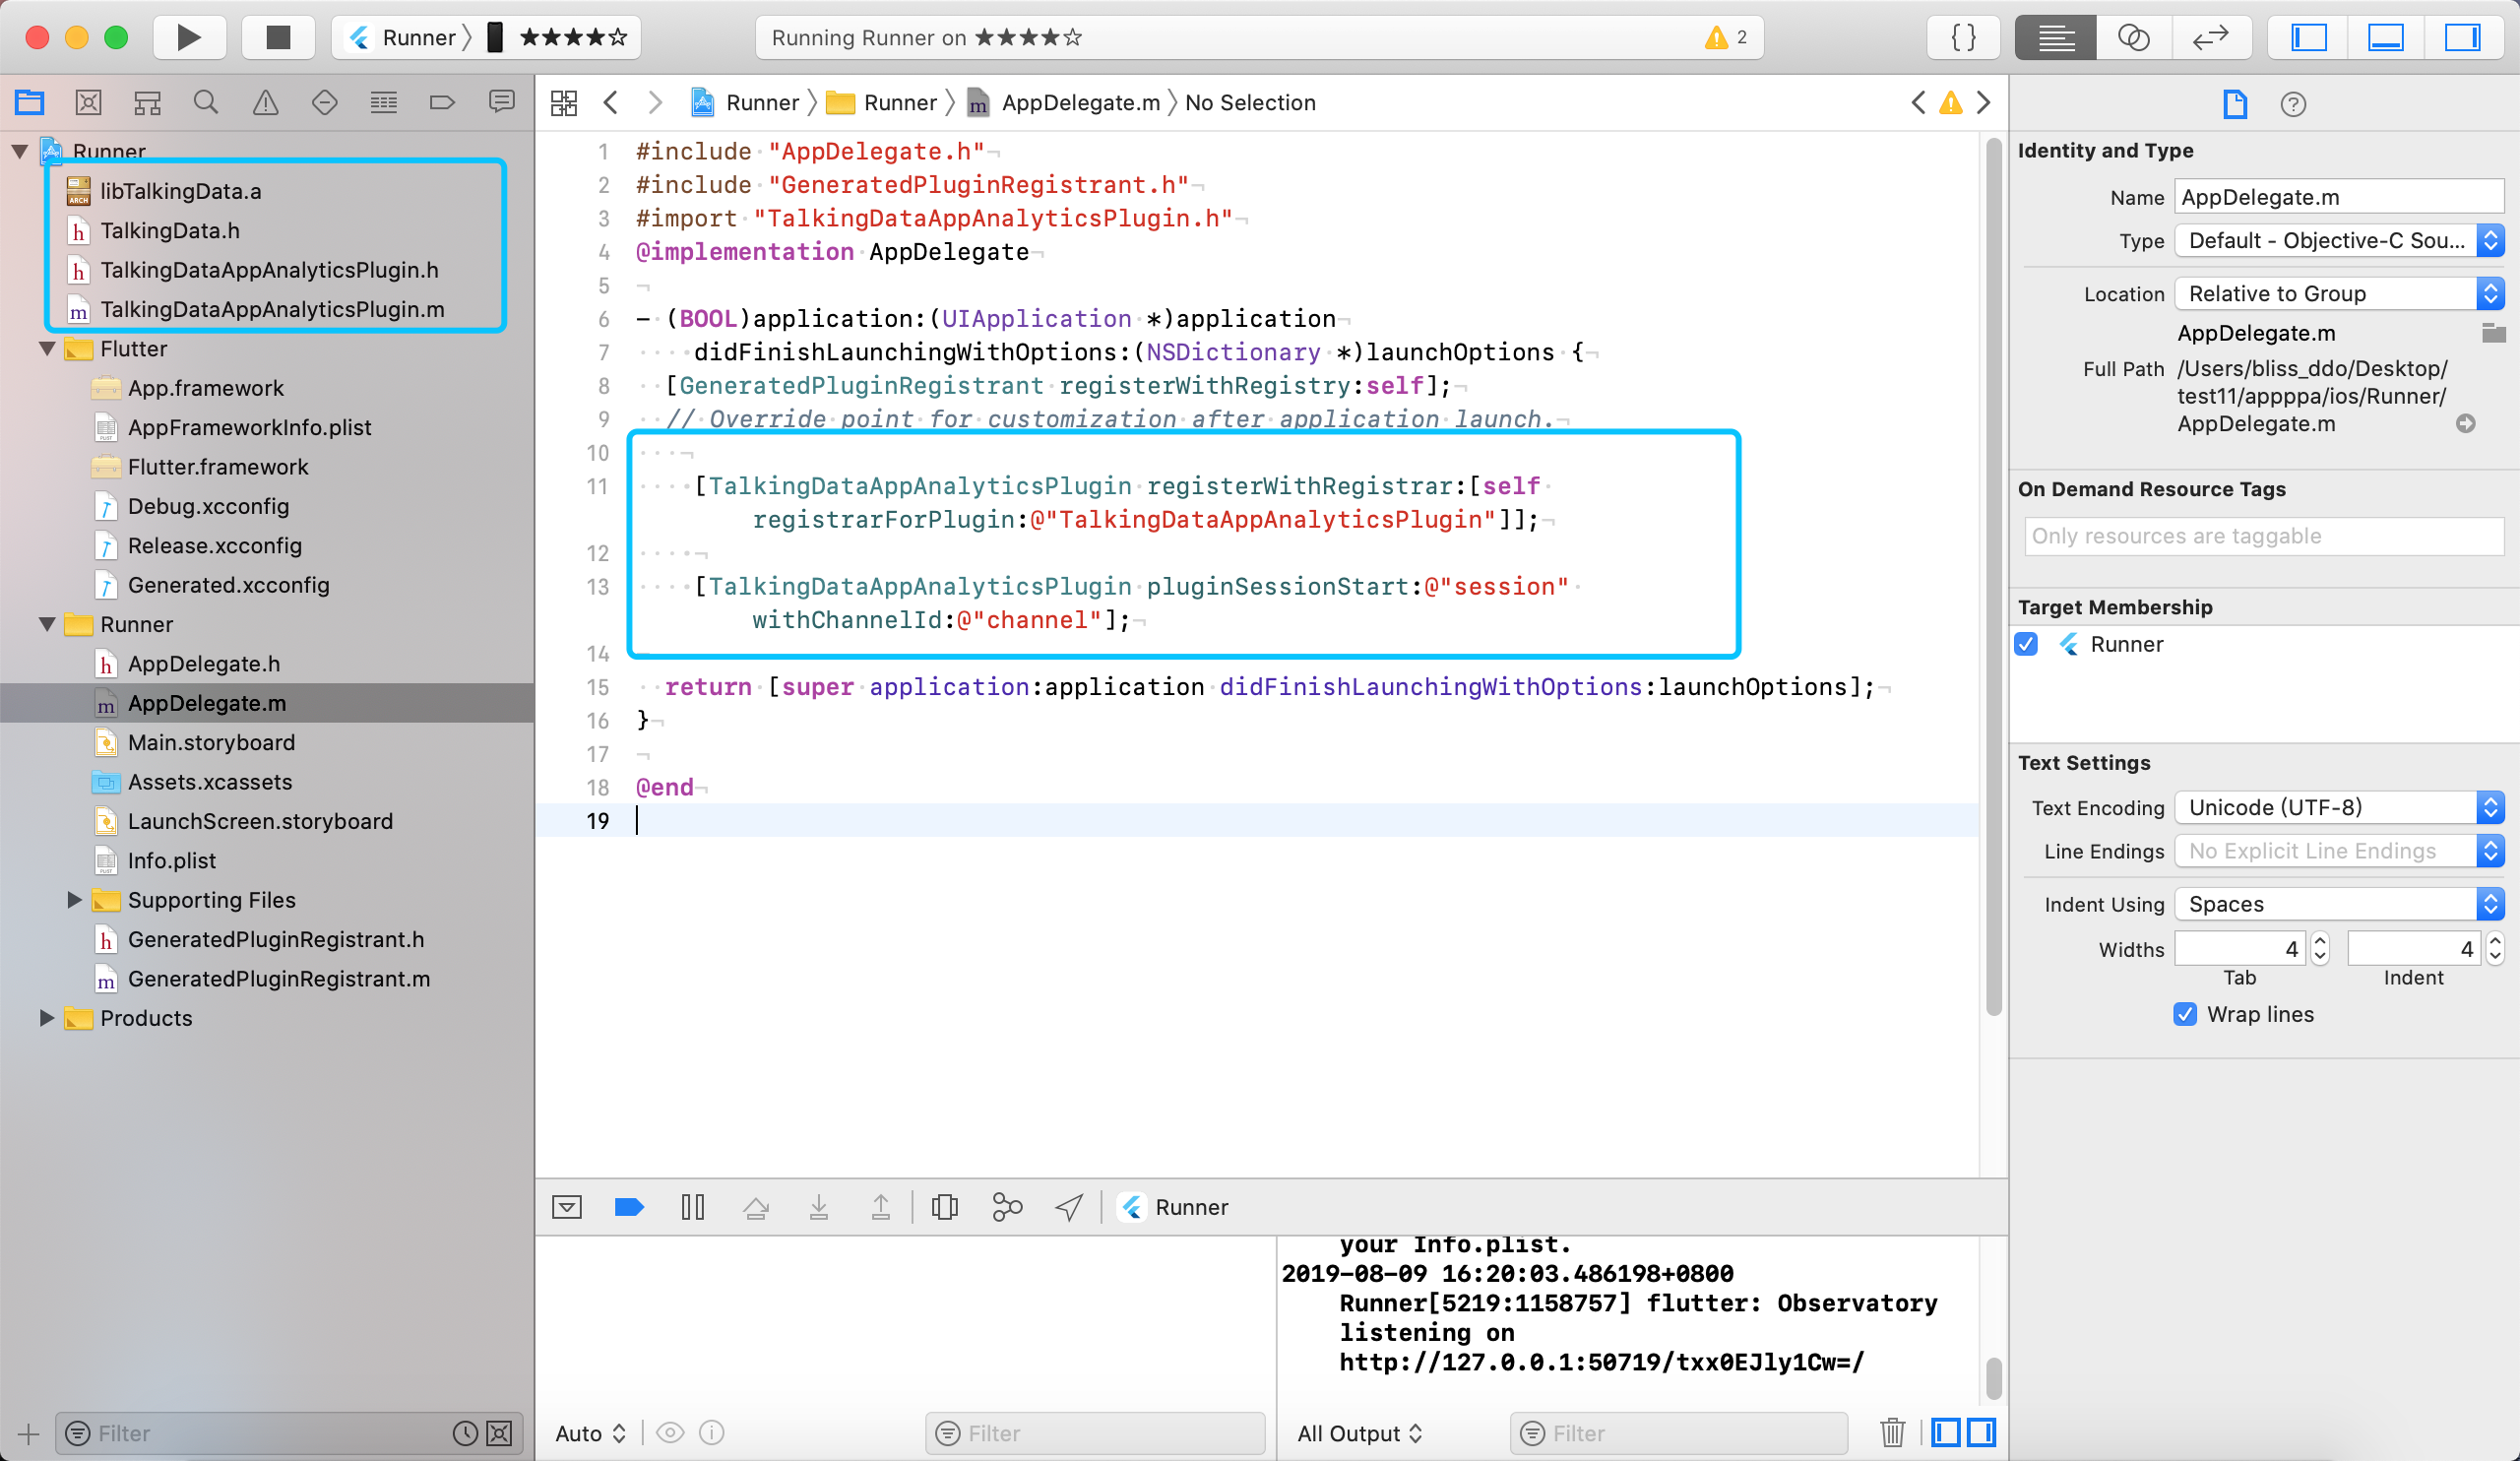 Runner 〉 ★★★★☆
Running Runner on ★★★★☆
2
Runner
libTalkingData.a
TalkingData.h
TalkingDataAppAnalyticsPlugin.h
TalkingDataAppAnalyticsPlugin.m
Flutter
App.framework
AppFrameworkInfo.plist
Flutter.framework
Debug.xcconfig
Release.xcconfig
Generated.xcconfig
Runner
AppDelegate.h
AppDelegate.m
Main.storyboard
Assets.xcassets
LaunchScreen.storyboard
Info.plist
Supporting Files
GeneratedPluginRegistrant.h
GeneratedPluginRegistrant.m
Products
Filter
Runner 〉 Runner 〉 AppDelegate.m 〉 No Selection
1 #include "AppDelegate.h"
2 #include "GeneratedPluginRegistrant.h"
3 #import "TalkingDataAppAnalyticsPlugin.h"
4 @implementation AppDelegate
5
6 - (BOOL)application:(UIApplication *)application
7 didFinishLaunchingWithOptions:(NSDictionary *)launchOptions {
8 [GeneratedPluginRegistrant registerWithRegistry:self];
9 // Override point for customization after application launch.
10
11 [TalkingDataAppAnalyticsPlugin registerWithRegistrar:[self
registrarForPlugin:@"TalkingDataAppAnalyticsPlugin"]];
12
13 [TalkingDataAppAnalyticsPlugin pluginSessionStart:@"session"
withChannelId:@"channel"];
14
15 return [super application:application didFinishLaunchingWithOptions:launchOptions];
16 }
17
18 @end
19
Runner
your Info.plist.
2019-08-09 16:20:03.486198+0800
Runner[5219:1158757] flutter: Observatory
listening on
http://127.0.0.1:50719/txx0EJly1Cw=/
Auto
Filter
All Output
Filter
Identity and Type
Name AppDelegate.m
Type Default - Objective-C Sou...
Location Relative to Group
AppDelegate.m
Full Path /Users/bliss_ddo/Desktop/
test11/appppa/ios/Runner/
AppDelegate.m
On Demand Resource Tags
Only resources are taggable
Target Membership
Runner
Text Settings
Text Encoding Unicode (UTF-8)
Line Endings No Explicit Line Endings
Indent Using Spaces
Widths 4 4
Tab Indent
Wrap lines